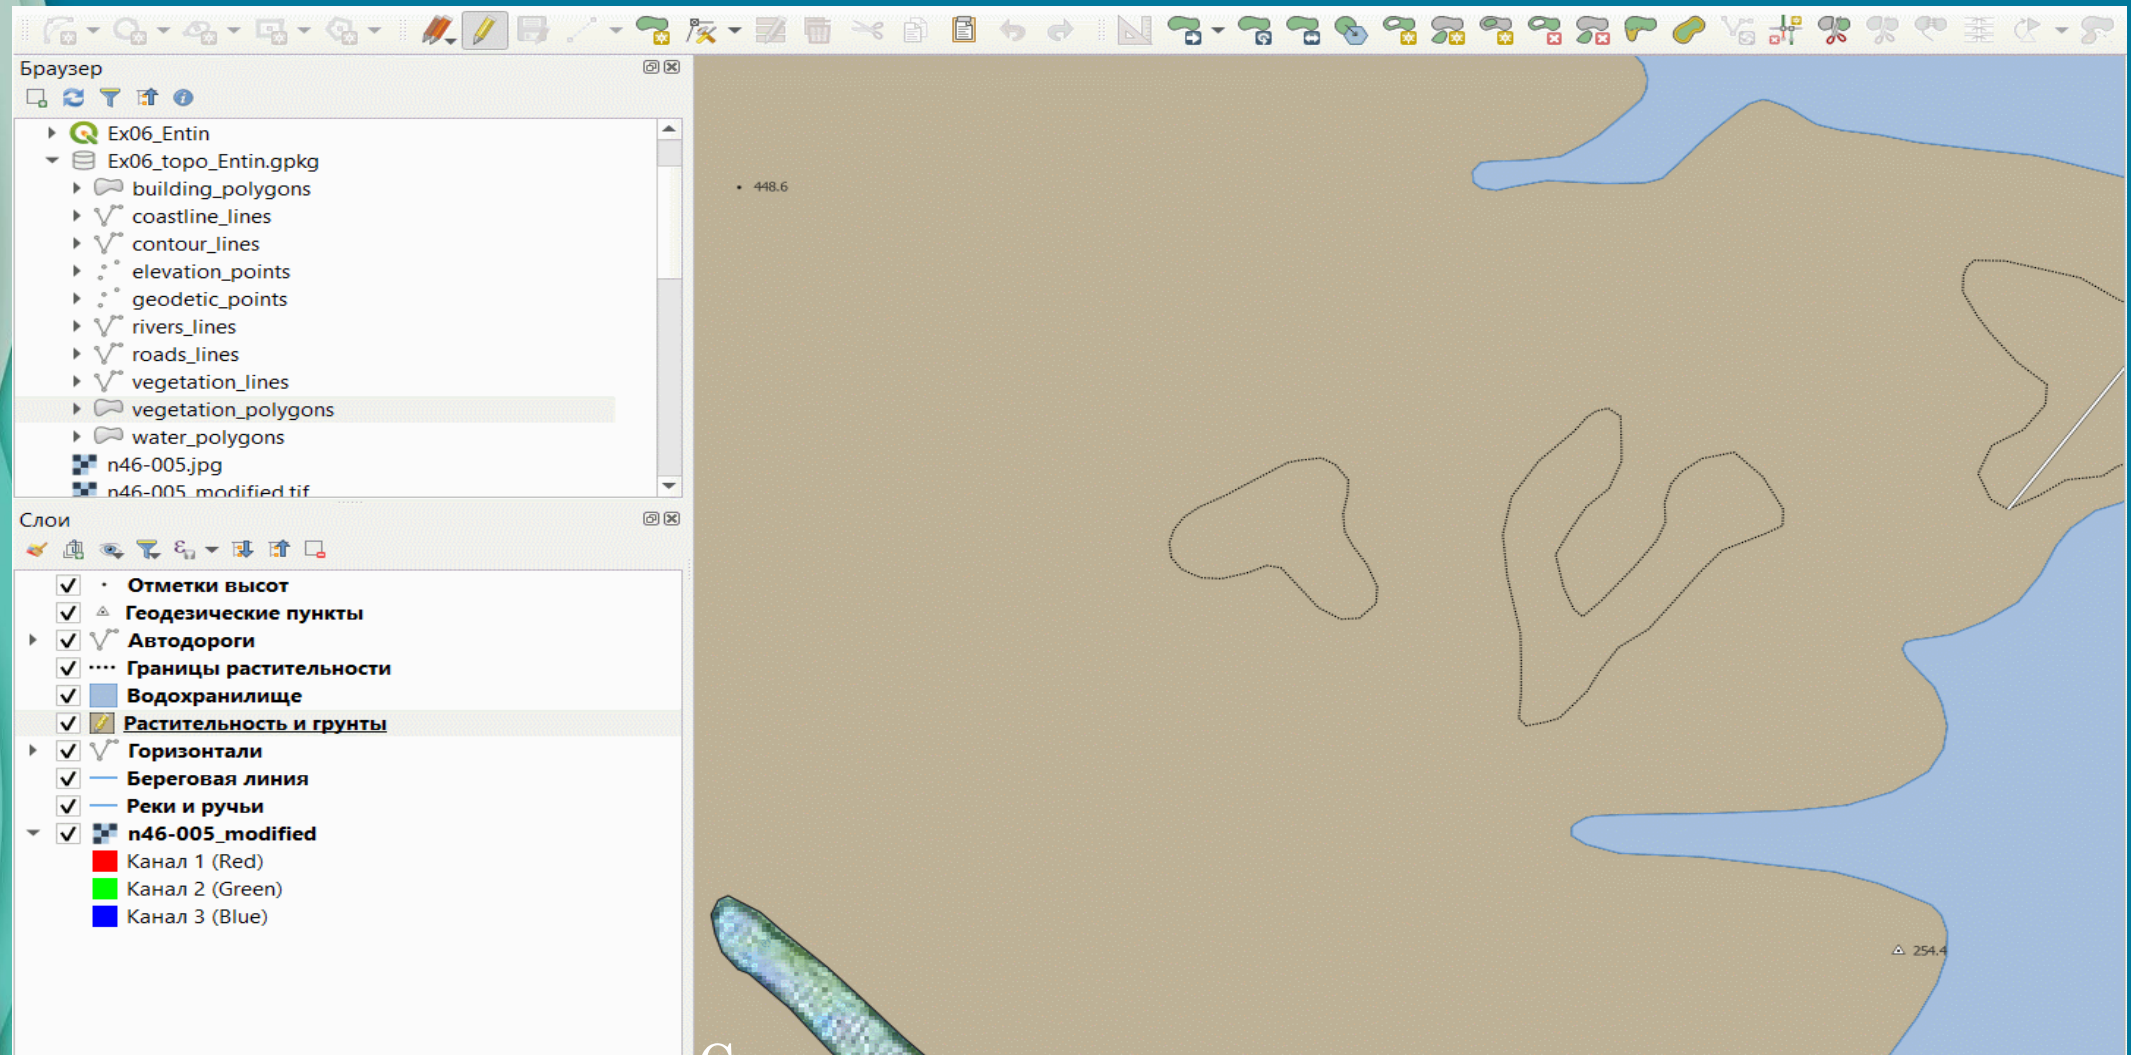 Браузер
Ex06_Entin
Ex06_topo_Entin.gpkg
building_polygons
coastline_lines
contour_lines
elevation_points
geodetic_points
rivers_lines
roads_lines
vegetation_lines
vegetation_polygons
water_polygons
n46-005.jpg
n46-005_modified.tif
Слои
Отметки высот
Геодезические пункты
Автодороги
Границы растительности
Водохранилище
Растительность и грунты
Горизонтали
Береговая линия
Реки и ручьи
n46-005_modified
Канал 1 (Red)
Канал 2 (Green)
Канал 3 (Blue)
448.6
254.4